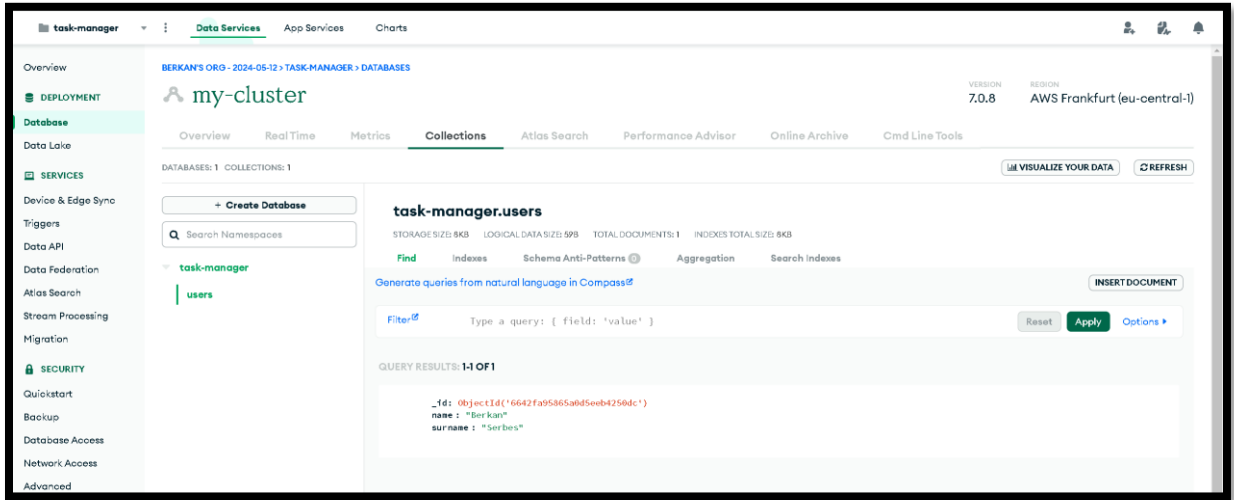 task-manager
Data Services App Services Charts
Overview
DEPLOYMENT
Database
Data Lake
SERVICES
Device & Edge Sync
Triggers
Data API
Data Federation
Atlas Search
Stream Processing
Migration
SECURITY
Quickstart
Backup
Database Access
Network Access
Advanced
BERKAN'S ORG - 2024-05-12 > TASK-MANAGER > DATABASES
my-cluster
VERSION
7.0.8
REGION
AWS Frankfurt (eu-central-1)
Overview Real Time Metrics Collections Atlas Search Performance Advisor Online Archive Cmd Line Tools
DATABASES: 1 COLLECTIONS: 1
VISUALIZE YOUR DATA
REFRESH
+ Create Database
Search Namespaces
task-manager
users
task-manager.users
STORAGE SIZE: 8KB LOGICAL DATA SIZE: 59B TOTAL DOCUMENTS: 1 INDEXES TOTAL SIZE: 8KB
Find Indexes Schema Anti-Patterns 0 Aggregation Search Indexes
Generate queries from natural language in Compass
INSERT DOCUMENT
Filter
Type a query: { field: 'value' }
Reset Apply Options
QUERY RESULTS: 1-1 OF 1
_id: ObjectId('6642fa95865a0d5eeb4250dc')
name : "Berkan"
surname : "Serbes"